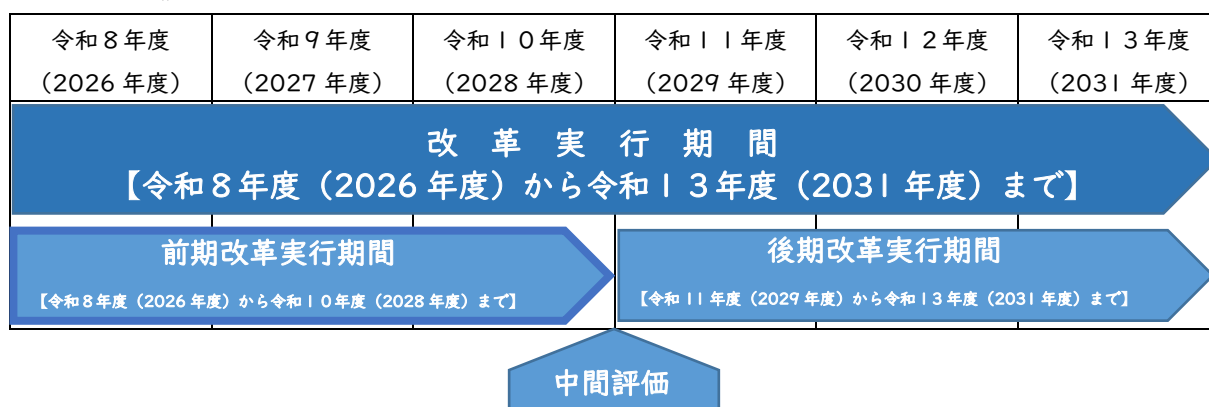 令和８年度 令和９年度 令和１０年度 令和１１年度 令和１２年度 令和１３年度
（2026 年度） （2027 年度） （2028 年度） （2029 年度） （2030 年度） （2031 年度）
改　革　実　行　期　間
【令和８年度（2026 年度）から令和１３年度（2031 年度）まで】
前期改革実行期間
【令和８年度（2026 年度）から令和１０年度（2028 年度）まで】
後期改革実行期間
【令和 11 年度（2029 年度）から令和１３年度（2031 年度）まで】
中間評価